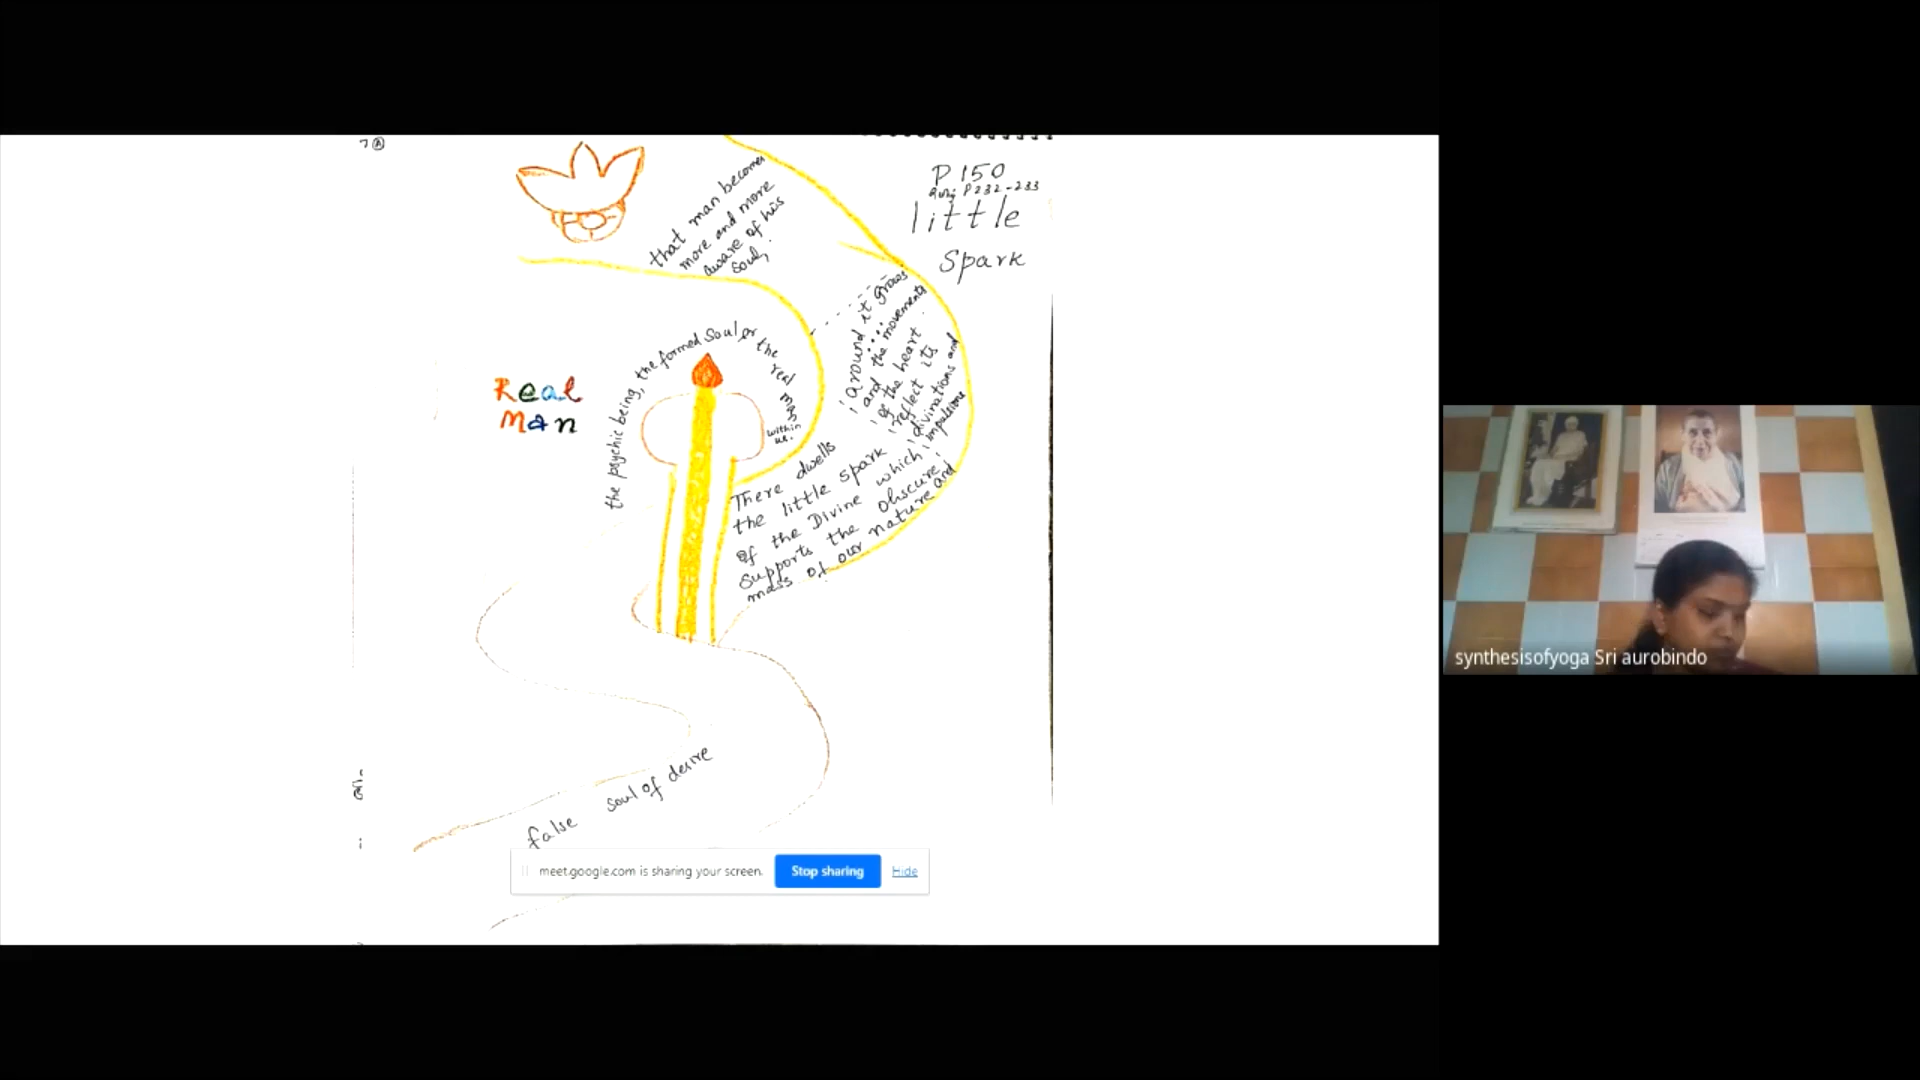 7 A
P 150
P232-233
little
Spark
that man becomes
more and more
aware of his
soul,
around it grows
and the movements
of the heart
reflect its
divinations and
impulsions
the psychic being, the formed Soul or the real man
within
us.
Real
Man
There dwells
the little spark
of the Divine which
supports the obscure
mass of our nature and
false soul of desire
meet.google.com is sharing your screen.
Stop sharing
Hide
synthesisofyoga Sri aurobindo